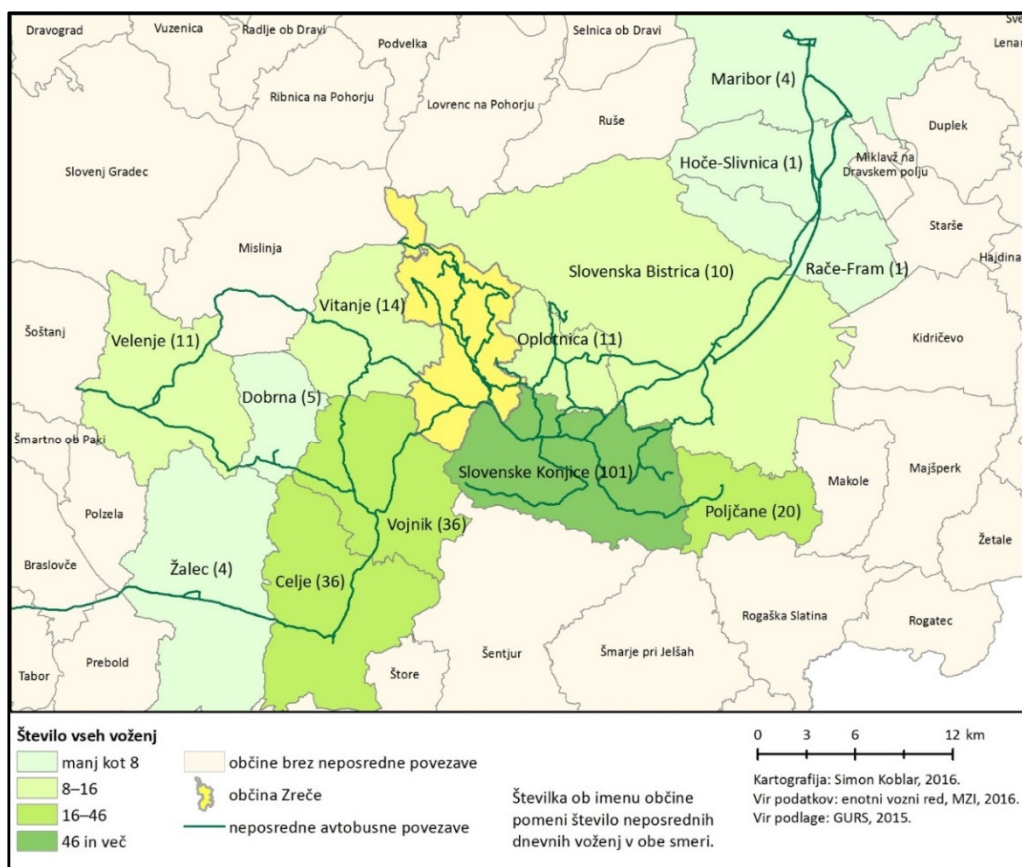 Dravograd
Vuzenica
Radlje ob Dravi
Podvelka
Selnica ob Dravi
Lenar
Ribnica na Pohorju
Lovrenc na Pohorju
Ruše
Maribor (4)
Duplek
Slovenj Gradec
Hoče-Slivnica (1)
Miklavž na
Dravskem polju
Starše
Mislinja
Hajdina
Slovenska Bistrica (10)
Rače-Fram (1)
Šoštanj
Vitanje (14)
Velenje (11)
Oplotnica (11)
Kidričevo
Dobrna (5)
Šmartno ob Paki
Slovenske Konjice (101)
Makole
Majšperk
Polzela
Poljčane (20)
Vojnik (36)
Žetale
Braslovče
Žalec (4)
Celje (36)
Rogaška Slatina
Rogatec
Prebold
Tabor
Štore
Šentjur
Šmarje pri Jelšah
Število vseh voženj
manj kot 8
8–16
16–46
46 in več
občine brez neposredne povezave
občina Zreče
neposredne avtobusne povezave
Številka ob imenu občine
pomeni število neposrednih
dnevnih voženj v obe smeri.
0 3 6 12 km
Kartografija: Simon Koblar, 2016.
Vir podatkov: enotni vozni red, MZI, 2016.
Vir podlage: GURS, 2015.